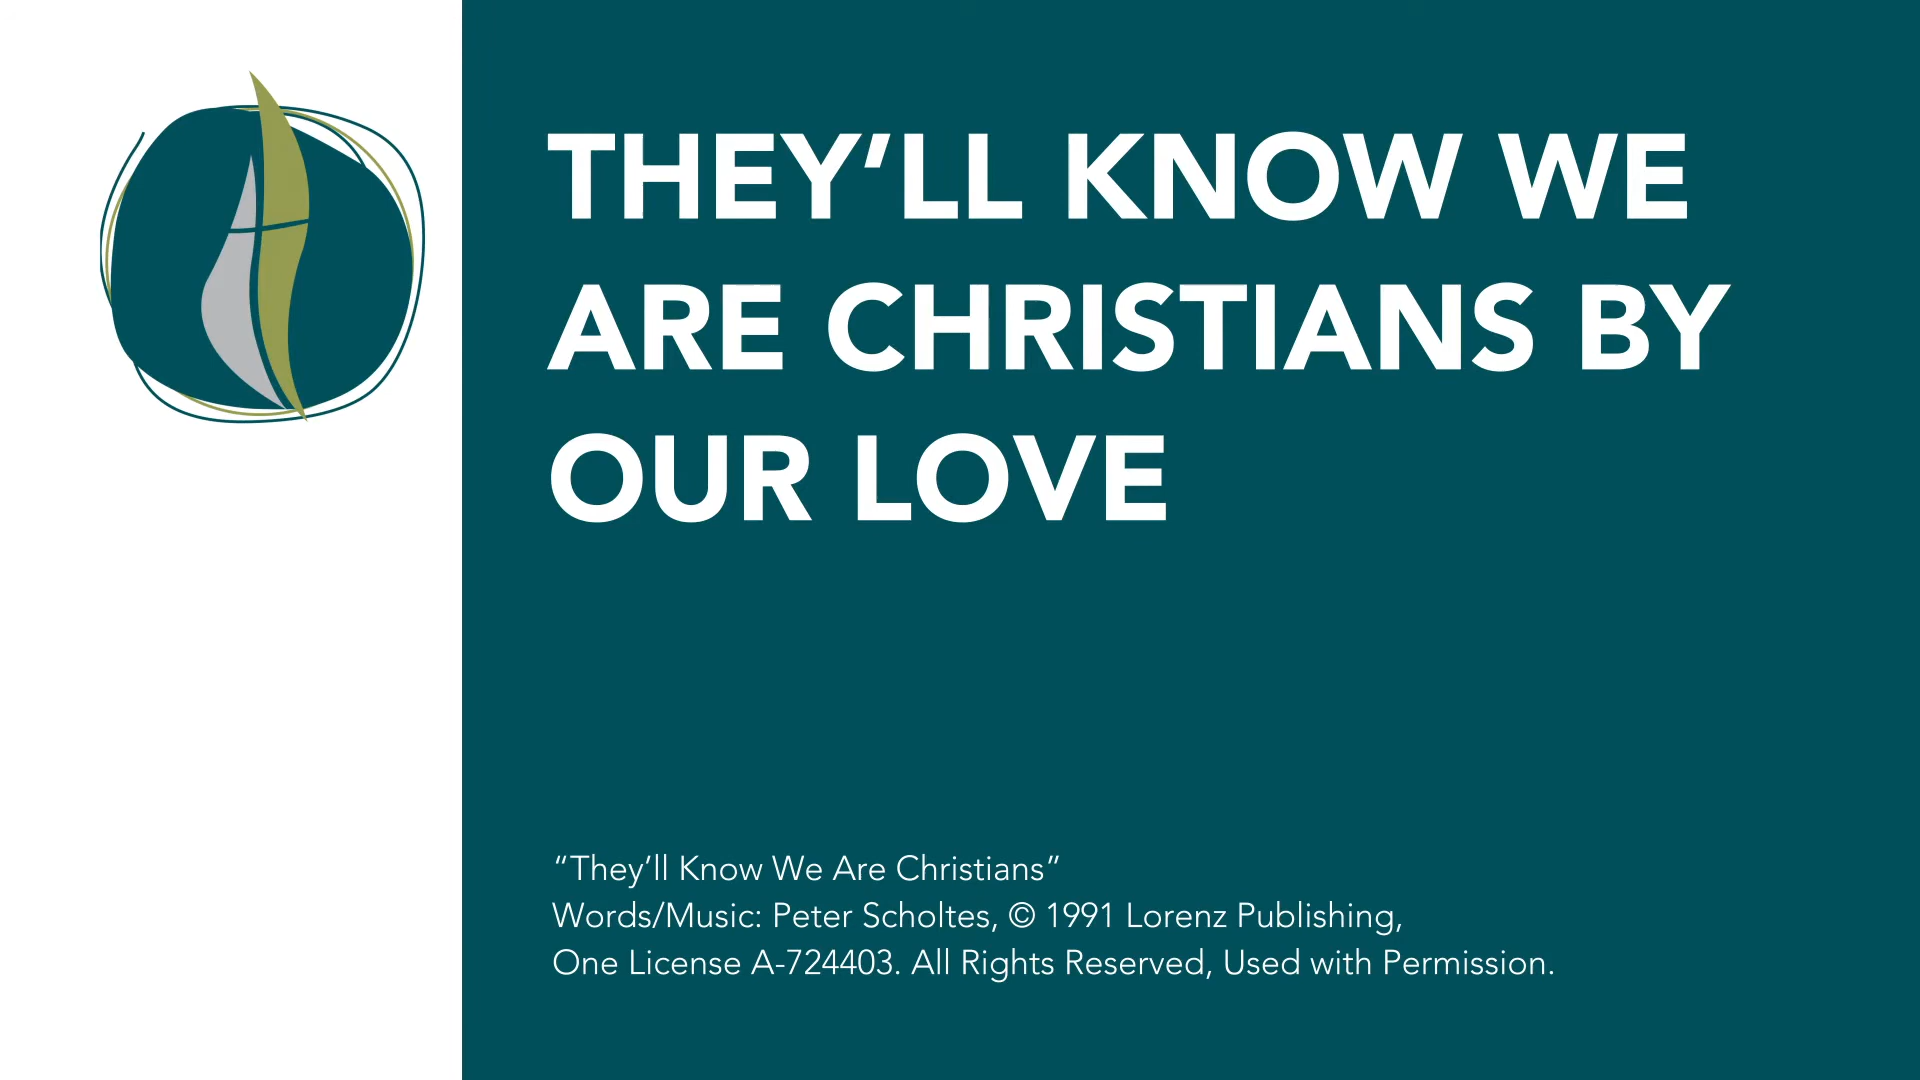 THEY’LL KNOW WE
ARE CHRISTIANS BY
OUR LOVE
“They’ll Know We Are Christians”
Words/Music: Peter Scholtes, © 1991 Lorenz Publishing,
One License A-724403. All Rights Reserved, Used with Permission.